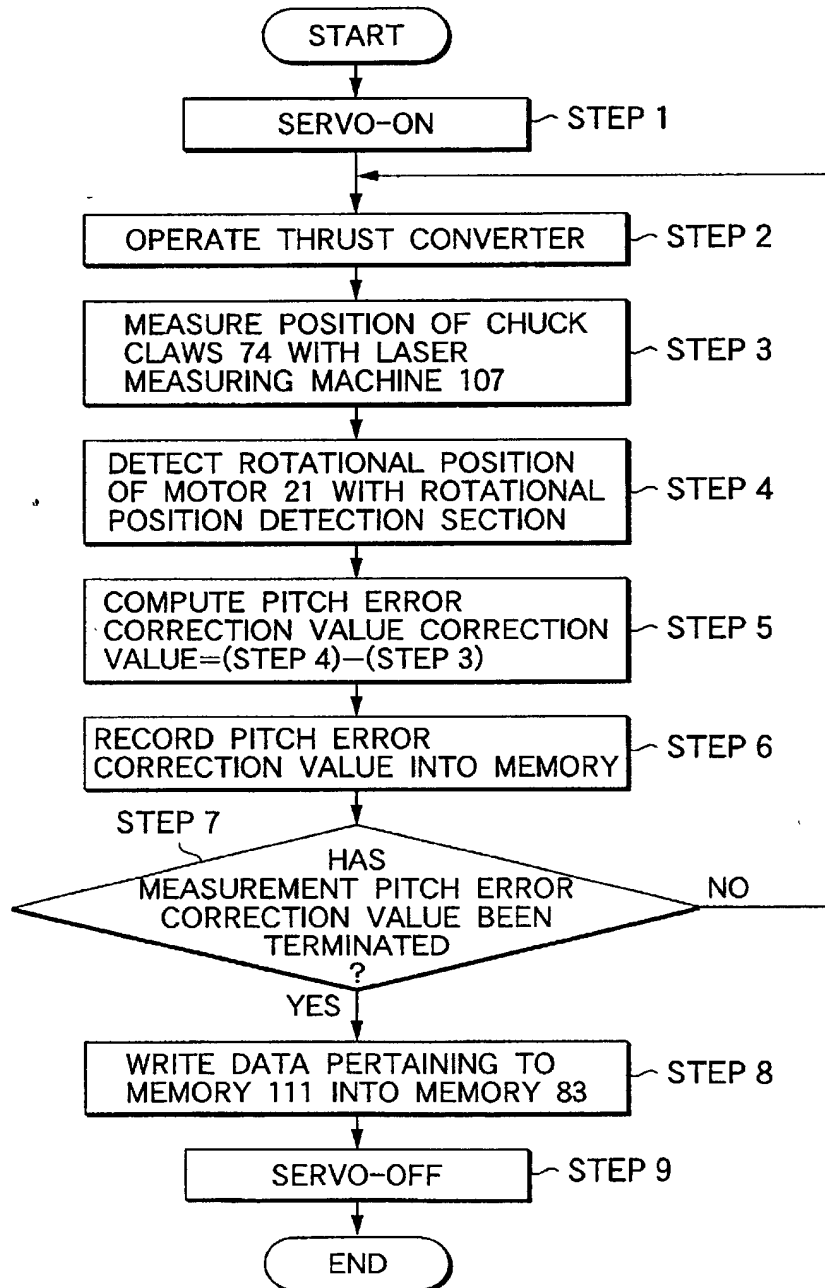 START
SERVO-ON
STEP 1
OPERATE THRUST CONVERTER
STEP 2
MEASURE POSITION OF CHUCK
CLAWS 74 WITH LASER
MEASURING MACHINE 107
STEP 3
DETECT ROTATIONAL POSITION
OF MOTOR 21 WITH ROTATIONAL
POSITION DETECTION SECTION
STEP 4
COMPUTE PITCH ERROR
CORRECTION VALUE CORRECTION
VALUE=(STEP 4)−(STEP 3)
STEP 5
RECORD PITCH ERROR
CORRECTION VALUE INTO MEMORY
STEP 6
STEP 7
HAS
MEASUREMENT PITCH ERROR
CORRECTION VALUE BEEN
TERMINATED
?
NO
YES
WRITE DATA PERTAINING TO
MEMORY 111 INTO MEMORY 83
STEP 8
SERVO-OFF
STEP 9
END